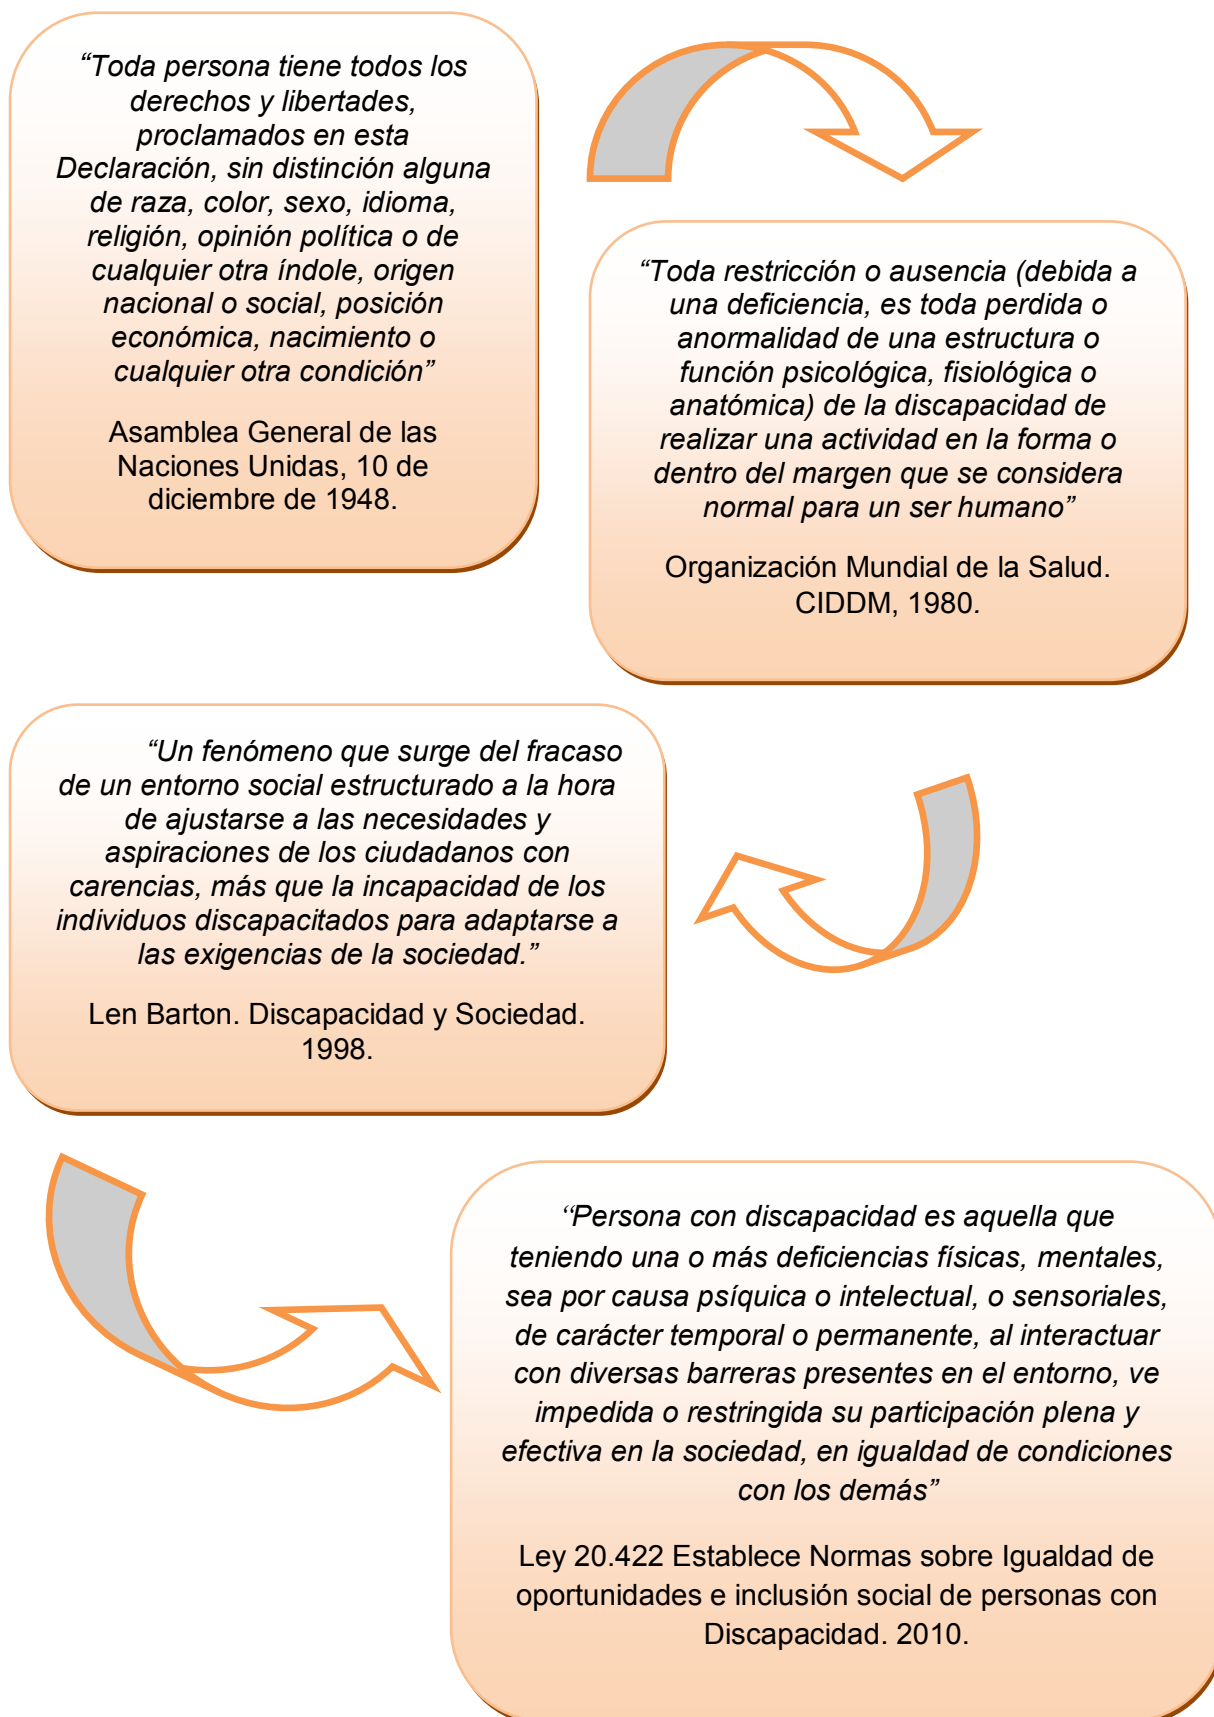 “Toda persona tiene todos los
derechos y libertades,
proclamados en esta
Declaración, sin distinción alguna
de raza, color, sexo, idioma,
religión, opinión política o de
cualquier otra índole, origen
nacional o social, posición
económica, nacimiento o
cualquier otra condición”
Asamblea General de las
Naciones Unidas, 10 de
diciembre de 1948.
“Toda restricción o ausencia (debida a
una deficiencia, es toda perdida o
anormalidad de una estructura o
función psicológica, fisiológica o
anatómica) de la discapacidad de
realizar una actividad en la forma o
dentro del margen que se considera
normal para un ser humano”
Organización Mundial de la Salud.
CIDDM, 1980.
“Un fenómeno que surge del fracaso
de un entorno social estructurado a la hora
de ajustarse a las necesidades y
aspiraciones de los ciudadanos con
carencias, más que la incapacidad de los
individuos discapacitados para adaptarse a
las exigencias de la sociedad.”
Len Barton. Discapacidad y Sociedad.
1998.
“Persona con discapacidad es aquella que
teniendo una o más deficiencias físicas, mentales,
sea por causa psíquica o intelectual, o sensoriales,
de carácter temporal o permanente, al interactuar
con diversas barreras presentes en el entorno, ve
impedida o restringida su participación plena y
efectiva en la sociedad, en igualdad de condiciones
con los demás”
Ley 20.422 Establece Normas sobre Igualdad de
oportunidades e inclusión social de personas con
Discapacidad. 2010.